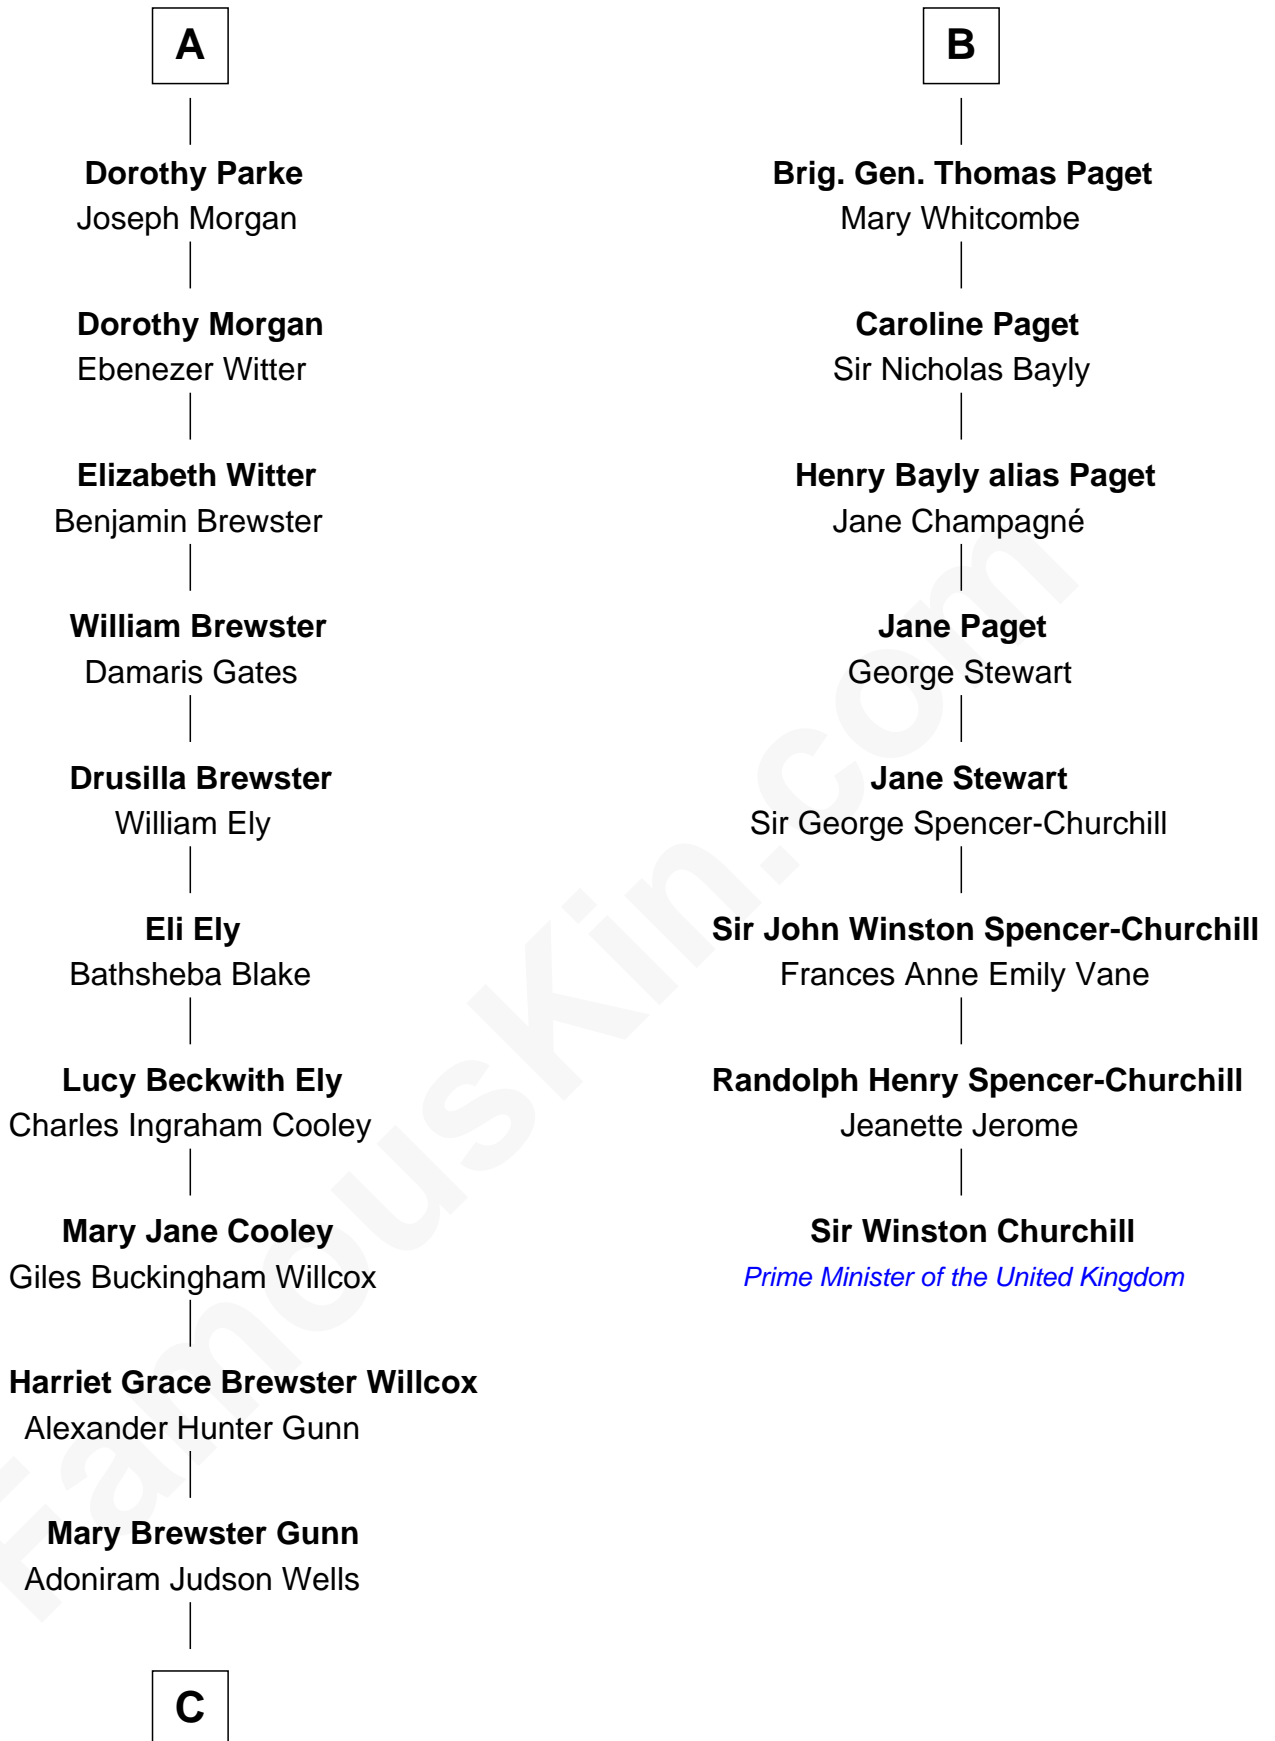 A
Dorothy Parke
Joseph Morgan
Dorothy Morgan
Ebenezer Witter
Elizabeth Witter
Benjamin Brewster
William Brewster
Damaris Gates
Drusilla Brewster
William Ely
Eli Ely
Bathsheba Blake
Lucy Beckwith Ely
Charles Ingraham Cooley
Mary Jane Cooley
Giles Buckingham Willcox
Harriet Grace Brewster Willcox
Alexander Hunter Gunn
Mary Brewster Gunn
Adoniram Judson Wells
C
B
Brig. Gen. Thomas Paget
Mary Whitcombe
Caroline Paget
Sir Nicholas Bayly
Henry Bayly alias Paget
Jane Champagné
Jane Paget
George Stewart
Jane Stewart
Sir George Spencer-Churchill
Sir John Winston Spencer-Churchill
Frances Anne Emily Vane
Randolph Henry Spencer-Churchill
Jeanette Jerome
Sir Winston Churchill
Prime Minister of the United Kingdom
FamousKin.com